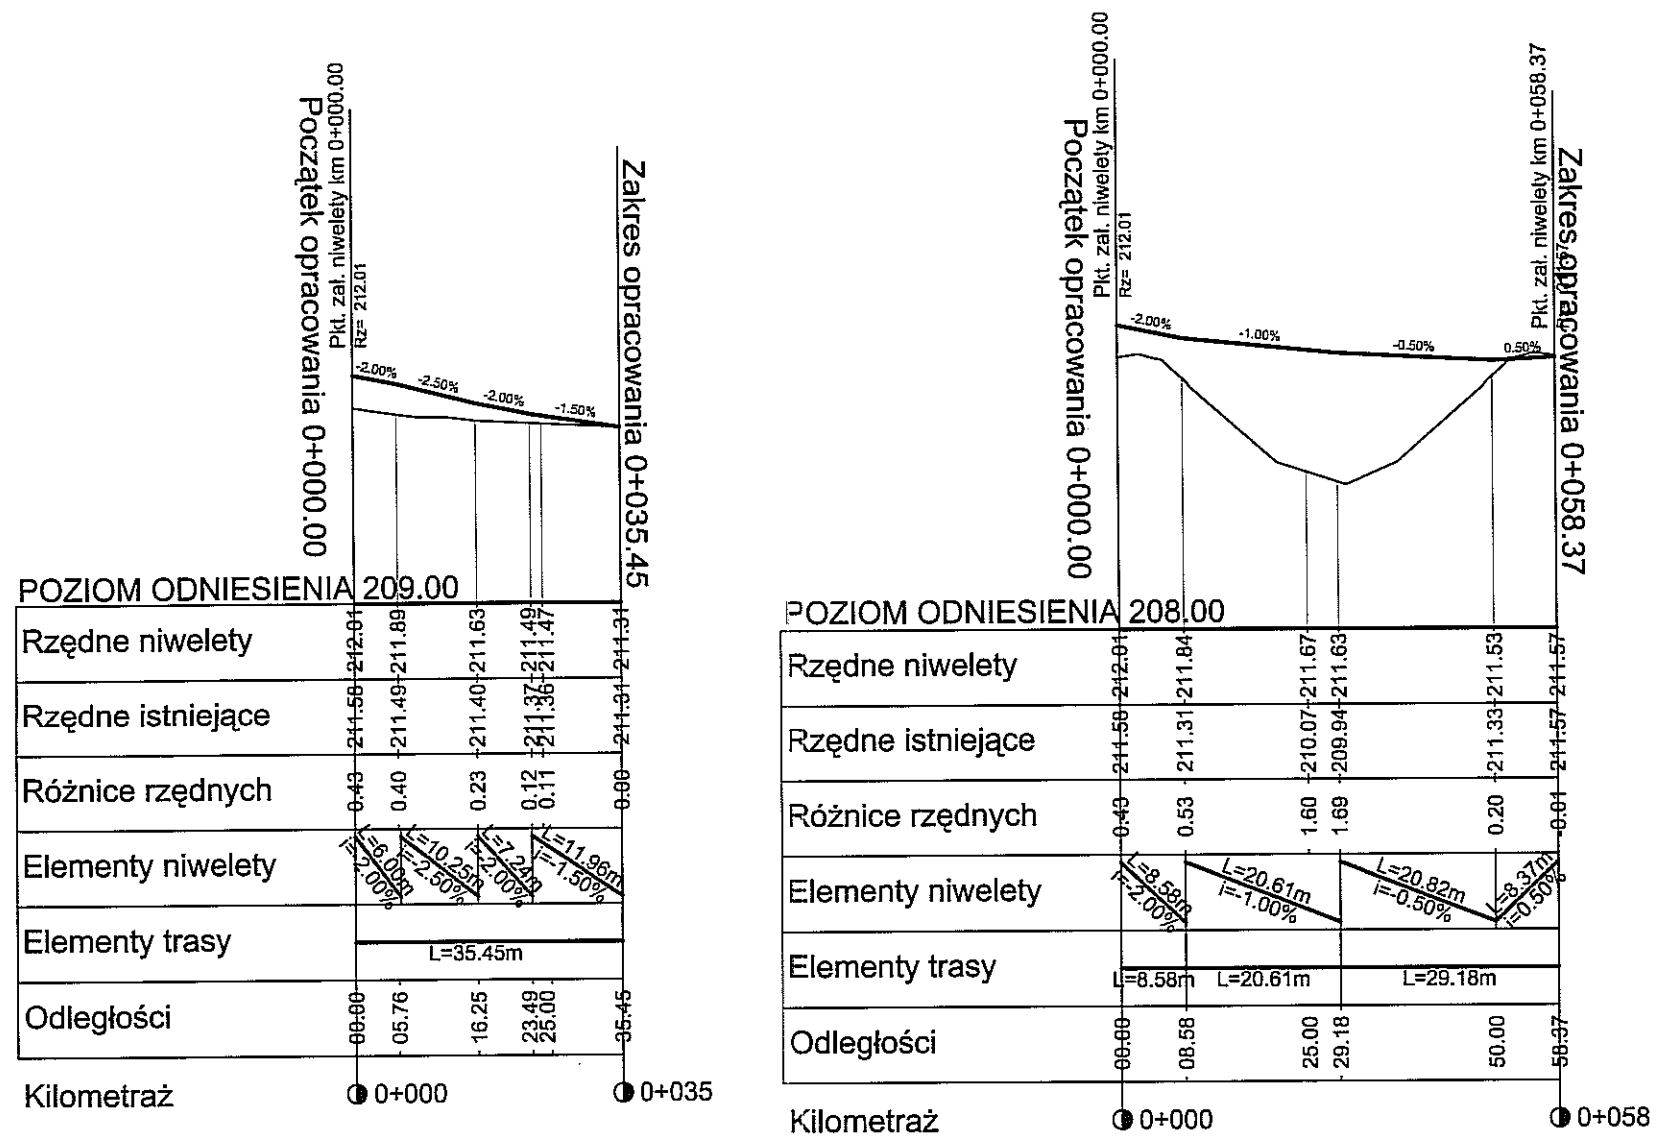 Początek opracowania 0+000.00
Pkt. zał. niwelety km 0+000.00
Rz= 212.01
Zakres opracowania 0+035.45
-2.00%
-2.50%
-2.00%
-1.50%
POZIOM ODNIESIENIA 209.00
Rzędne niwelety 212.01 211.89 211.63 211.49 211.47 211.31
Rzędne istniejące 211.58 211.49 211.40 211.37 211.36 211.31
Różnice rzędnych 0.43 0.40 0.23 0.12 0.11 0.00
Elementy niwelety
L=6.00m
i=-2.00%
L=10.25m
i=-2.50%
L=7.24m
i=-2.00%
L=11.96m
i=-1.50%
Elementy trasy
L=35.45m
Odległości 00.00 05.76 16.25 23.49 25.00 35.45
Kilometraż 0+000 0+035
Początek opracowania 0+000.00
Pkt. zał. niwelety km 0+000.00
Rz= 212.01
Pkt. zał. niwelety km 0+058.37
Zakres opracowania 0+058.37
-2.00%
-1.00%
-0.50%
0.50%
POZIOM ODNIESIENIA 208.00
Rzędne niwelety 212.01 211.84 211.67 211.63 211.53 211.57
Rzędne istniejące 211.58 211.31 210.07 209.94 211.33 211.57
Różnice rzędnych 0.43 0.53 1.60 1.69 0.20 -0.01
Elementy niwelety
L=8.58m
i=-2.00%
L=20.61m
i=-1.00%
L=20.82m
i=-0.50%
L=8.37m
i=0.50%
Elementy trasy
L=8.58m L=20.61m L=29.18m
Odległości 00.00 08.58 25.00 29.18 50.00 58.37
Kilometraż 0+000 0+058